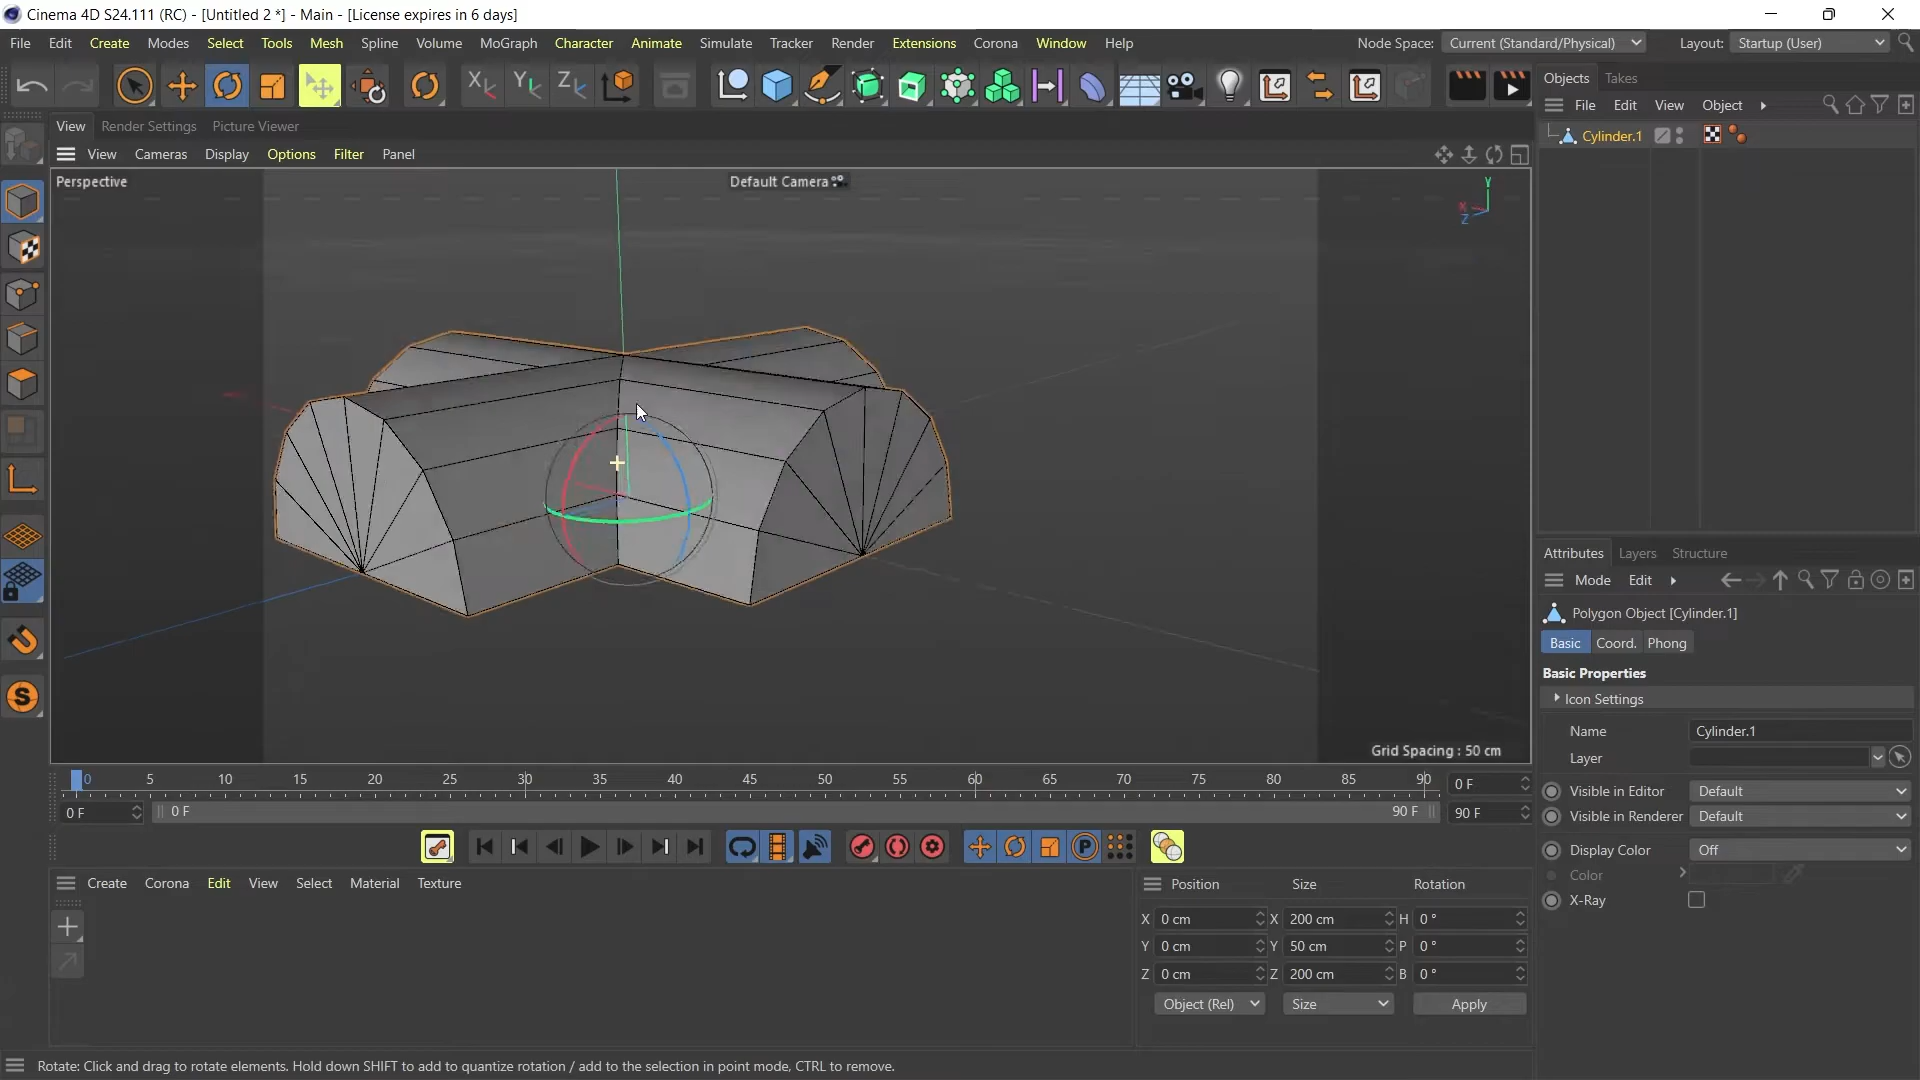 Cinema 4D S24.111 (RC) - [Untitled 2 *] - Main - [License expires in 6 days]
File Edit Create Modes Select Tools Mesh Spline Volume MoGraph Character Animate Simulate Tracker Render Extensions Corona Window Help Node Space: Current (Standard/Physical) Layout: Startup (User)
X Y Z
Objects Takes
File Edit View Object
View Render Settings Picture Viewer
Cylinder.1
View Cameras Display Options Filter Panel
Perspective Default Camera
Y
X
Z
Grid Spacing : 50 cm
Attributes Layers Structure
Mode Edit
Polygon Object [Cylinder.1]
Basic Coord. Phong
Basic Properties
Icon Settings
Name Cylinder.1
Layer
Visible in Editor Default
Visible in Renderer Default
Display Color Off
Color
X-Ray
0 5 10 15 20 25 30 35 40 45 50 55 60 65 70 75 80 85 90 0 F
0 F 0 F 90 F 90 F
P
S
Create Corona Edit View Select Material Texture
Position Size Rotation
X 0 cm X 200 cm H 0 °
Y 0 cm Y 50 cm P 0 °
Z 0 cm Z 200 cm B 0 °
Object (Rel) Size Apply
Rotate: Click and drag to rotate elements. Hold down SHIFT to add to quantize rotation / add to the selection in point mode, CTRL to remove.